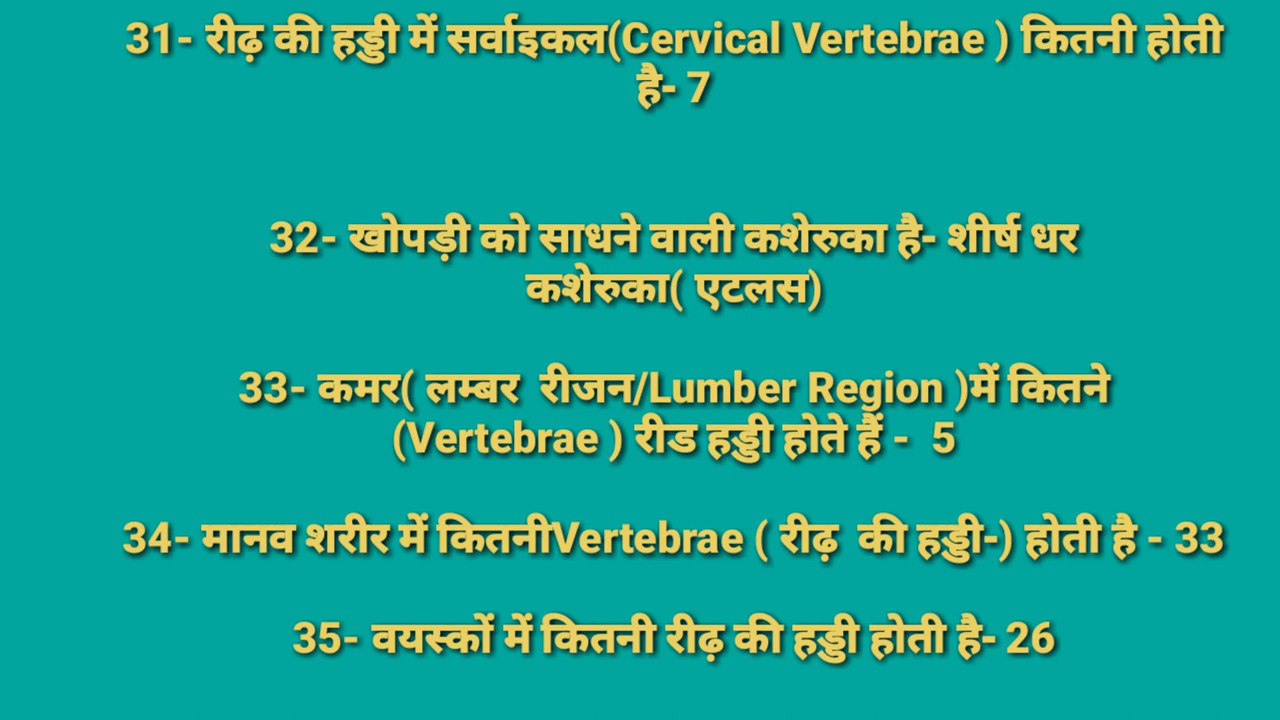 31- रीढ़ की हड्डी में सर्वाइकल(Cervical Vertebrae ) कितनी होती
है- 7
32- खोपड़ी को साधने वाली कशेरुका है- शीर्ष धर
कशेरुका( एटलस)
33- कमर( लम्बर रीजन/Lumber Region )में कितने
(Vertebrae ) रीड हड्डी होते हैं - 5
34- मानव शरीर में कितनीVertebrae ( रीढ़ की हड्डी-) होती है - 33
35- वयस्कों में कितनी रीढ़ की हड्डी होती है- 26